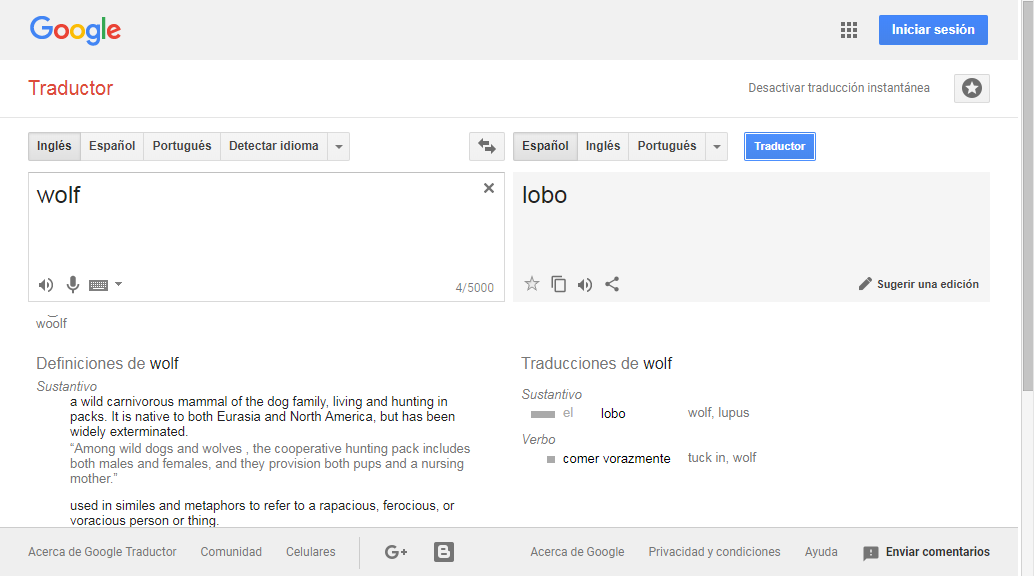 Google
Iniciar sesión
Traductor
Desactivar traducción instantánea
Inglés Español Portugués Detectar idioma
Español Inglés Portugués Traductor
wolf
lobo
4/5000
Sugerir una edición
wo͝olf
Definiciones de wolf
Sustantivo
a wild carnivorous mammal of the dog family, living and hunting in
packs. It is native to both Eurasia and North America, but has been
widely exterminated.
“Among wild dogs and wolves , the cooperative hunting pack includes
both males and females, and they provision both pups and a nursing
mother.”
used in similes and metaphors to refer to a rapacious, ferocious, or
voracious person or thing.
Traducciones de wolf
Sustantivo
el lobo wolf, lupus
Verbo
comer vorazmente tuck in, wolf
Acerca de Google Traductor Comunidad Celulares G+ B Acerca de Google Privacidad y condiciones Ayuda Enviar comentarios